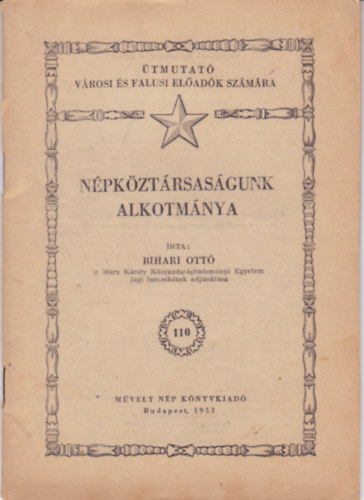 ÚTMUTATÓ
VÁROSI ÉS FALUSI ELŐADÓK SZÁMÁRA
NÉPKÖZTÁRSASÁGUNK
ALKOTMÁNYA
ÍRTA:
BIHARI OTTÓ
a Marx Károly Közgazdaságtudományi Egyetem
jogi tanszékének adjunktusa
110
MŰVELT NÉP KÖNYVKIADÓ
Budapest, 1953